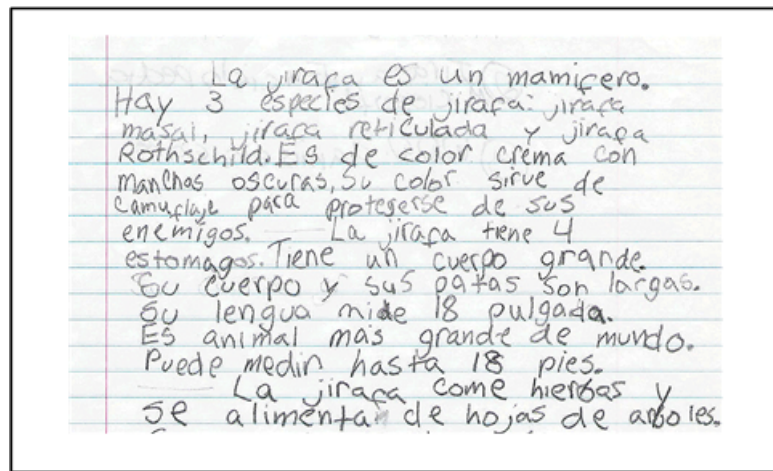 La jirafa es un mamifero.
Hay 3 especies de jirafa: jirafa
masai, jirafa reticulada y jirafa
Rothschild. Es de color crema con
manchas oscuras, Su color sirve de
camuflaje para protegerse de sus
enemigos. La jirafa tiene 4
estomagos. Tiene un cuerpo grande.
Su cuerpo y sus patas son largas.
Su lengua mide 18 pulgada.
Es animal mas grande de mundo.
Puede medir hasta 18 pies.
La jirafa come hierbas y
se alimenta de hojas de arboles.